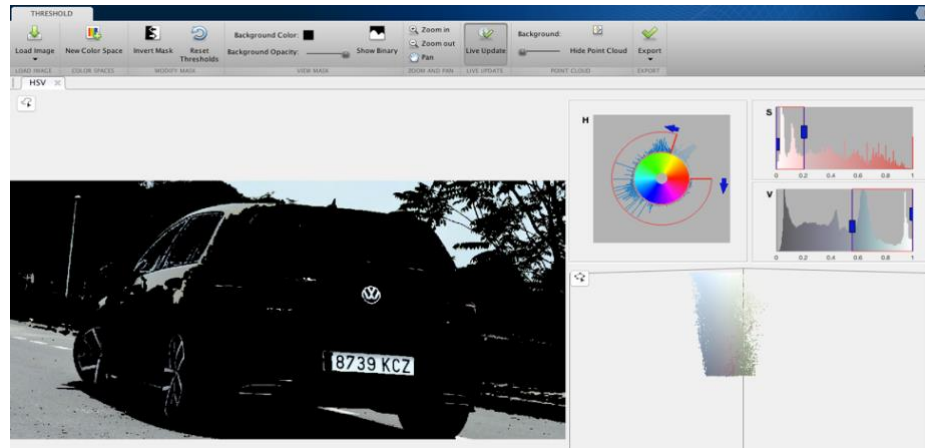 THRESHOLD
Load Image
New Color Space
Invert Mask
Reset Thresholds
Background Color:
Background Opacity:
Show Binary
Zoom in
Zoom out
Pan
Live Update
Background:
Hide Point Cloud
Export
LOAD IMAGE
COLOR SPACES
MODIFY MASK
VIEW MASK
ZOOM AND PAN
LIVE UPDATE
POINT CLOUD
EXPORT
HSV
H
S
0 0.2 0.4 0.6 0.8 1
V
0 0.2 0.4 0.6 0.8 1
8739 KCZ